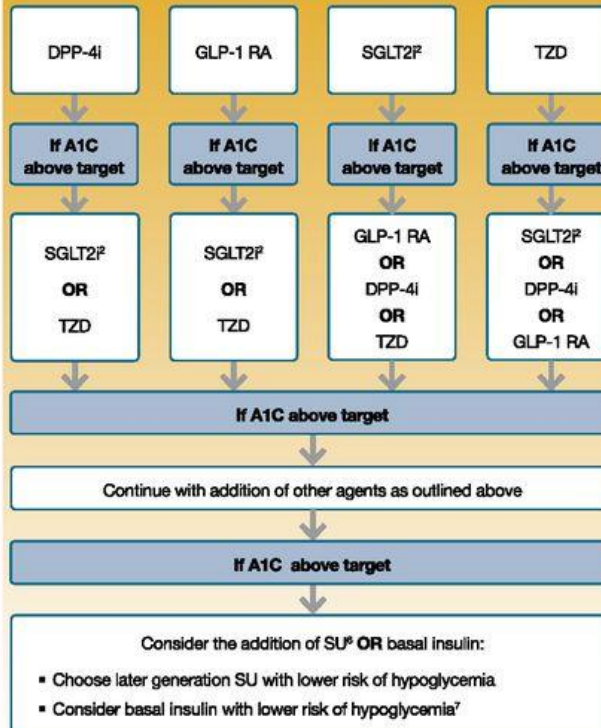 DPP-4i
GLP-1 RA
SGLT2i²
TZD
If A1C
above target
If A1C
above target
If A1C
above target
If A1C
above target
SGLT2i²
OR
TZD
SGLT2i²
OR
TZD
GLP-1 RA
OR
DPP-4i
OR
TZD
SGLT2i²
OR
DPP-4i
OR
GLP-1 RA
If A1C above target
Continue with addition of other agents as outlined above
If A1C above target
Consider the addition of SU⁶ OR basal insulin:
▪ Choose later generation SU with lower risk of hypoglycemia
▪ Consider basal insulin with lower risk of hypoglycemia⁷